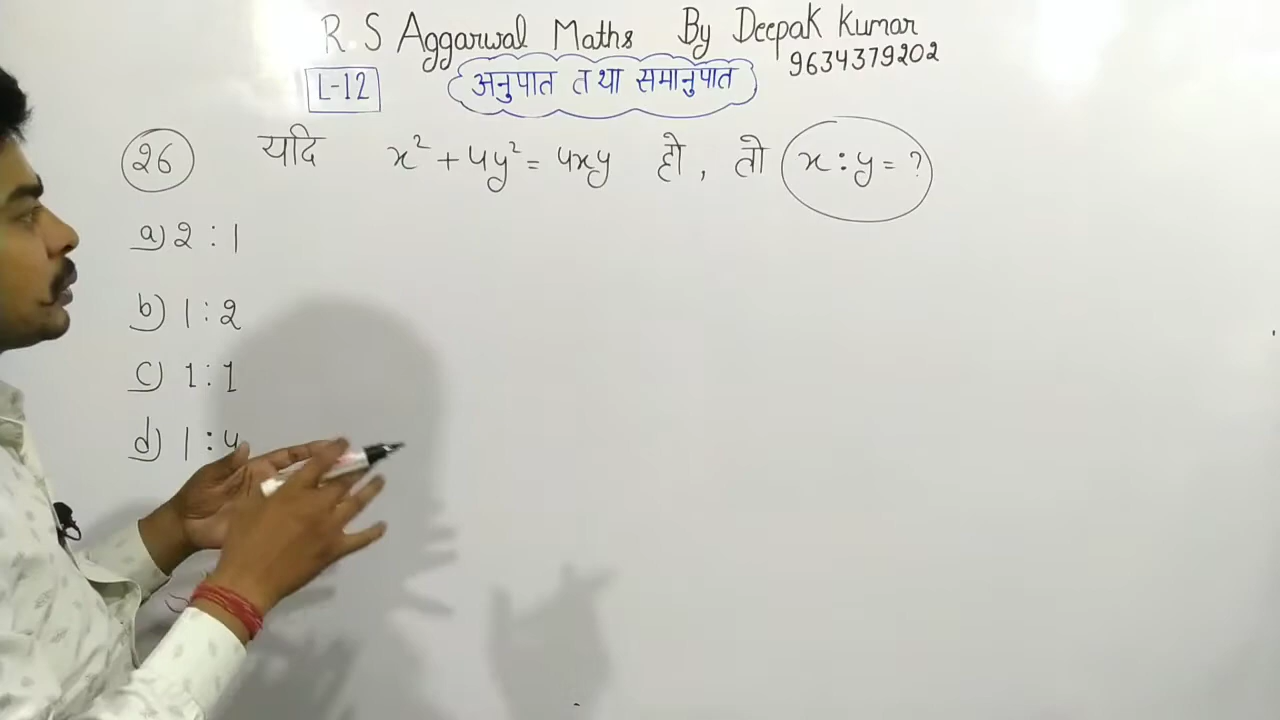 R.S Aggarwal Maths By Deepak Kumar
9634379202
L-12 अनुपात तथा समानुपात
26 यदि x² + 4y² = 4xy हो, तो x : y = ?
a) 2 : 1
b) 1 : 2
c) 1 : 1
d) 1 : 4